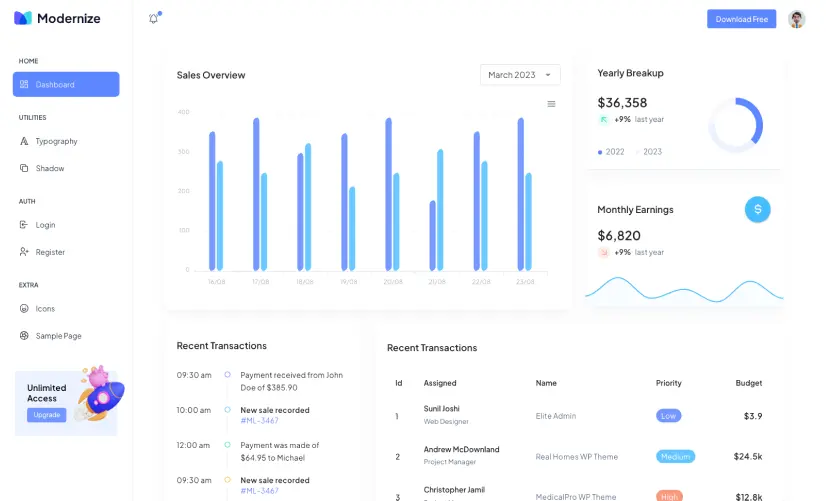 Modernize
Download Free
HOME
Dashboard
UTILITIES
Typography
Shadow
AUTH
Login
Register
EXTRA
Icons
Sample Page
Unlimited
Access
Upgrade
Sales Overview
March 2023
400
300
200
100
0
16/08 17/08 18/08 19/08 20/08 21/08 22/08 23/08
Yearly Breakup
$36,358
+9% last year
2022 2023
Monthly Earnings
$
$6,820
+9% last year
Recent Transactions
09:30 am Payment received from John
Doe of $385.90
10:00 am New sale recorded
#ML-3467
12:00 am Payment was made of
$64.95 to Michael
09:30 am New sale recorded
#ML-3467
Recent Transactions
Id Assigned Name Priority Budget
1 Sunil Joshi Elite Admin Low $3.9
Web Designer
2 Andrew McDownland Real Homes WP Theme Medium $24.5k
Project Manager
3 Christopher Jamil MedicalPro WP Theme High $12.8k